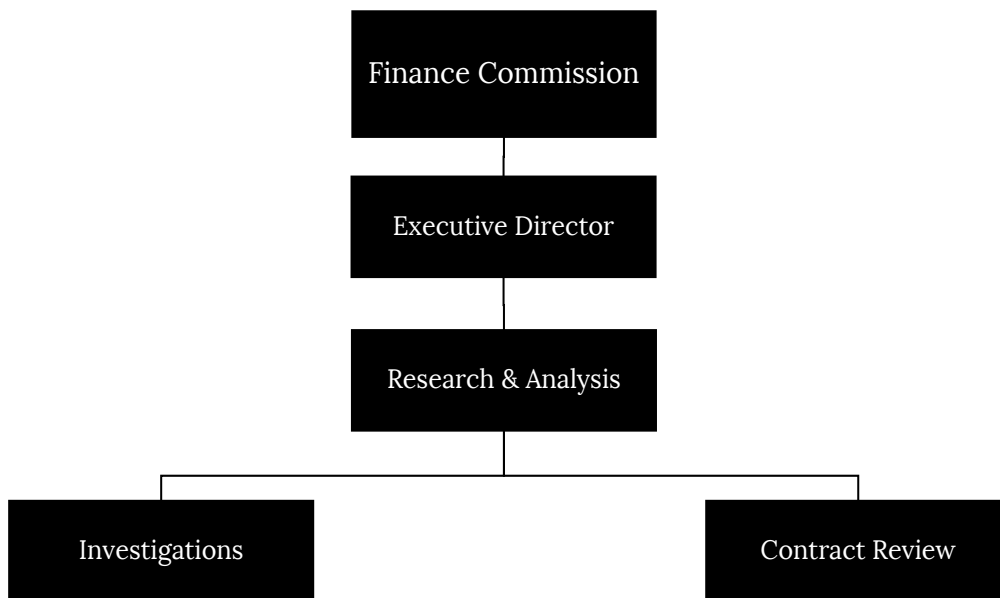 Finance Commission
Executive Director
Research & Analysis
Investigations
Contract Review